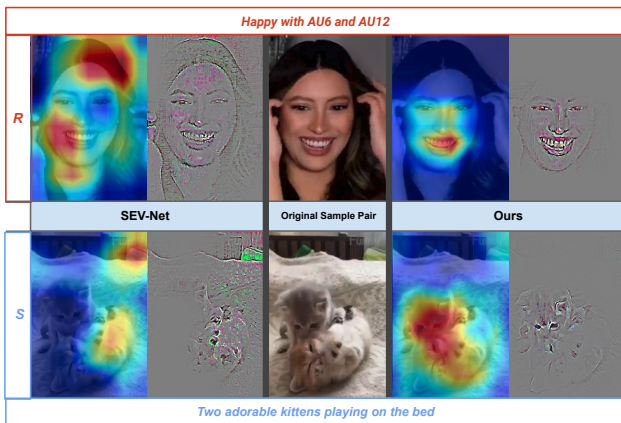 Happy with AU6 and AU12
R
SEV-Net
Original Sample Pair
Ours
S
Two adorable kittens playing on the bed